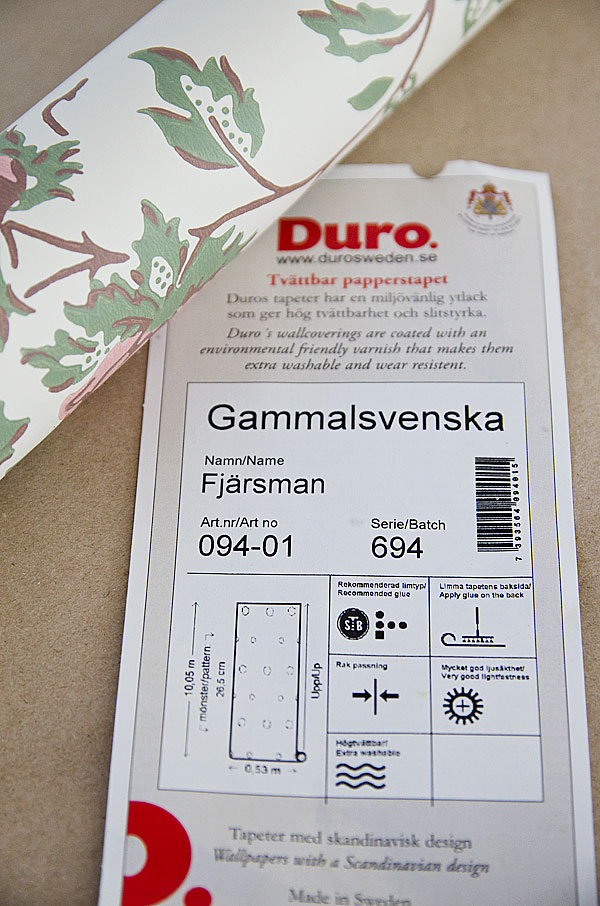 Duro.
www.durosweden.se
Tvättbar papperstapet
Duros tapeter har en miljövänlig ytlack
som ger hög tvättbarhet och slitstyrka.
Duro´s wallcoverings are coated with an
environmental friendly varnish that makes them
extra washable and wear resistent.
Gammalsvenska
Namn/Name
Fjärsman
Art.nr/Art no
094-01
Serie/Batch
694
7 393564 094015
Rekommenderad limtyp/
Recommended glue
STB
Limma tapetens baksida/
Apply glue on the back
Rak passning
Mycket god ljusäkthet/
Very good lightfastness
Högtvättbar/
Extra washable
10,05 m
mönster/pattern
26,5 cm
Upp/Up
0,53 m
Tapeter med skandinavisk design
Wallpapers with a Scandinavian design
Made in Sweden